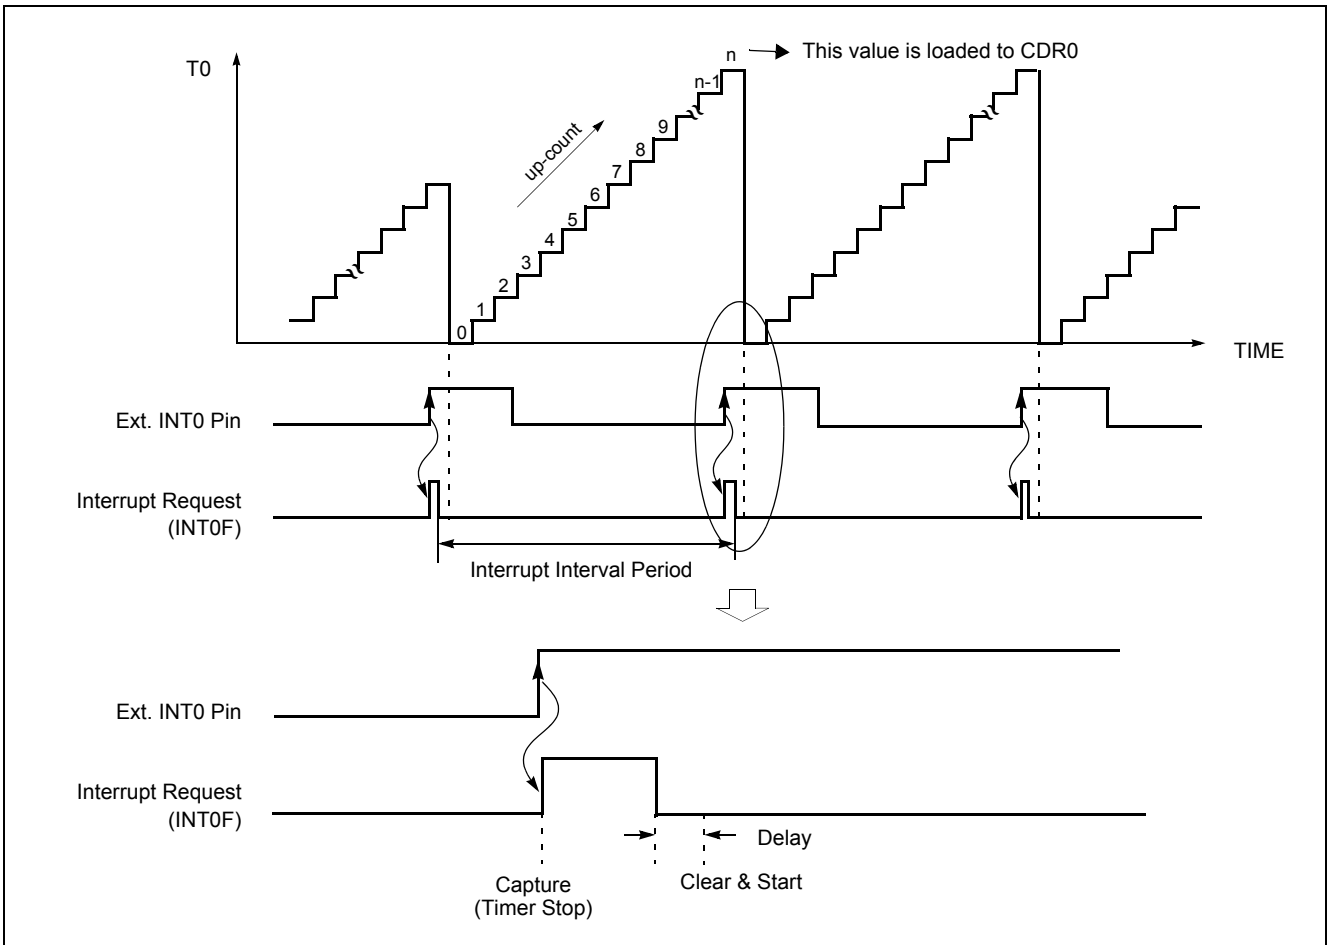 T0
n
This value is loaded to CDR0
n-1
9
8
7
6
5
4
3
2
1
0
up-count
TIME
Ext. INT0 Pin
Interrupt Request
(INT0F)
Interrupt Interval Period
Ext. INT0 Pin
Interrupt Request
(INT0F)
Delay
Capture
(Timer Stop)
Clear & Start